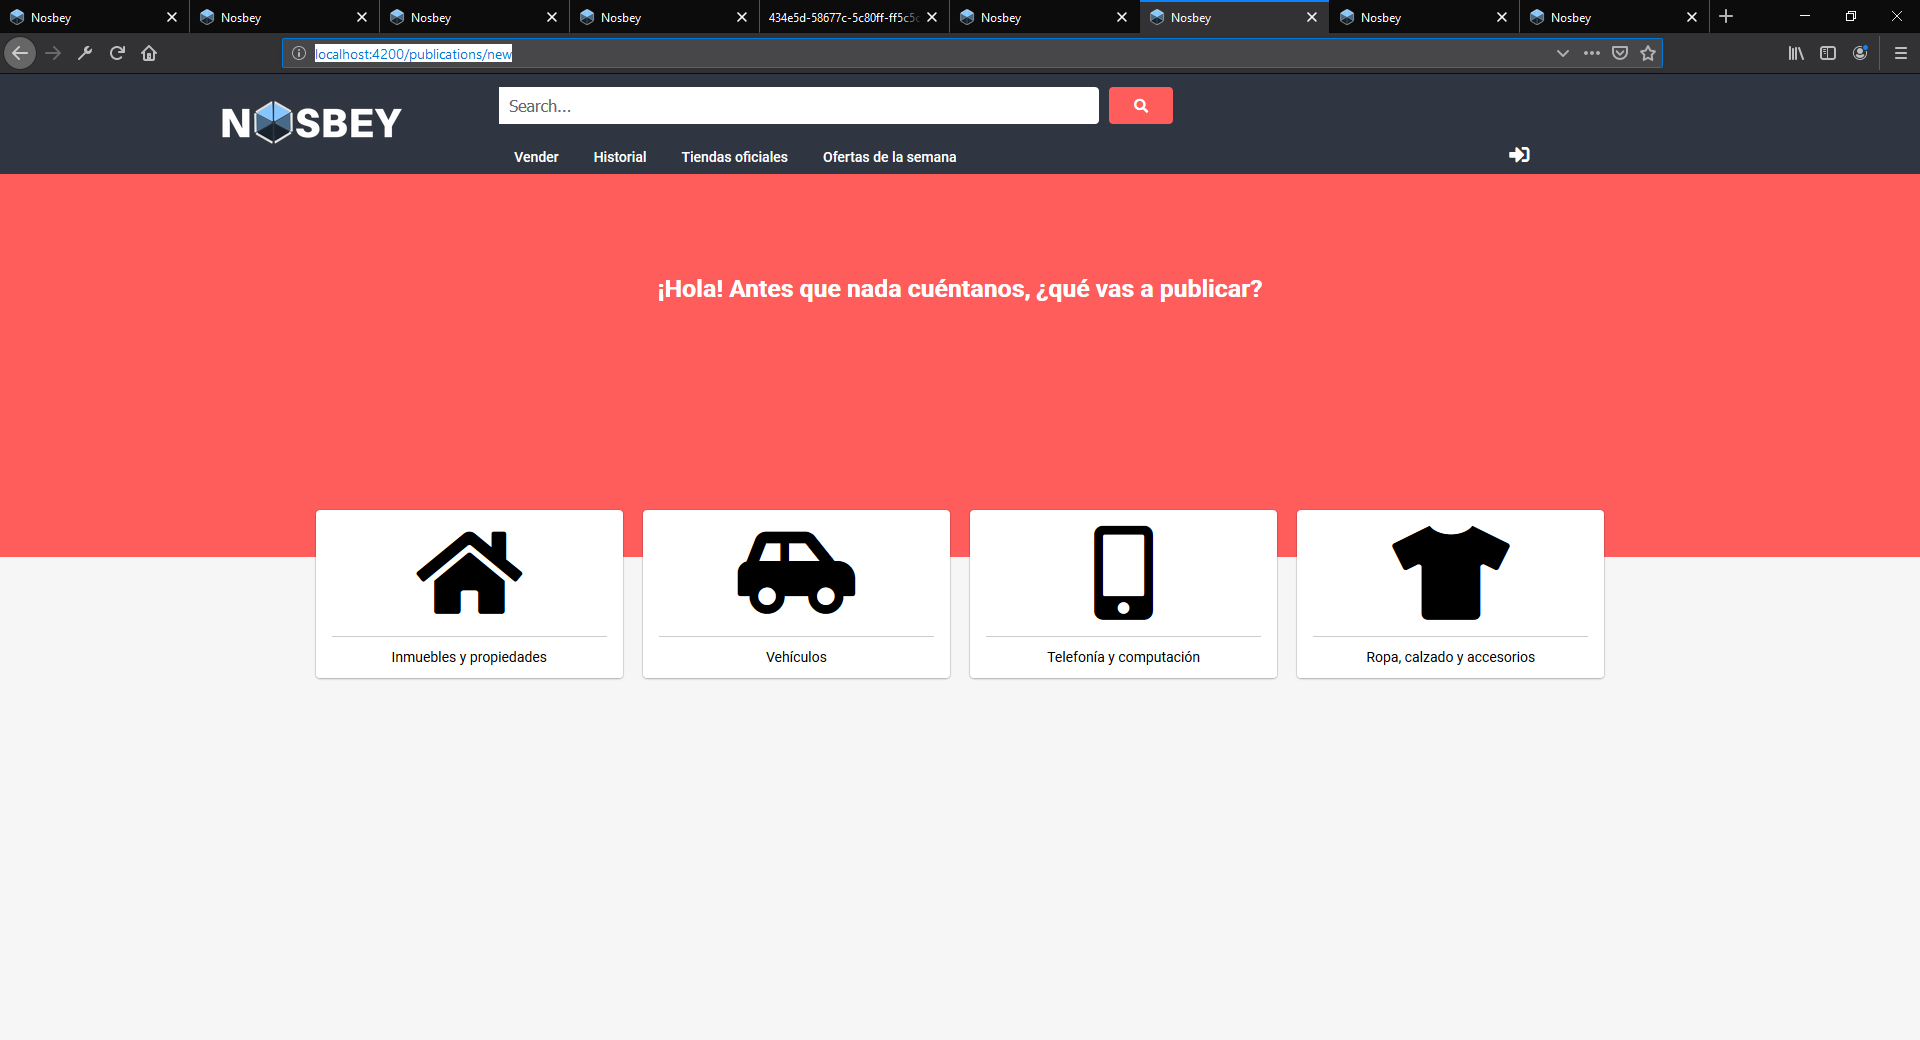 Nosbey
Nosbey
Nosbey
Nosbey
434e5d-58677c-5c80ff-ff5c5c
Nosbey
Nosbey
Nosbey
Nosbey
localhost:4200/publications/new
NOSBEY
Search...
Vender
Historial
Tiendas oficiales
Ofertas de la semana
¡Hola! Antes que nada cuéntanos, ¿qué vas a publicar?
Inmuebles y propiedades
Vehículos
Telefonía y computación
Ropa, calzado y accesorios